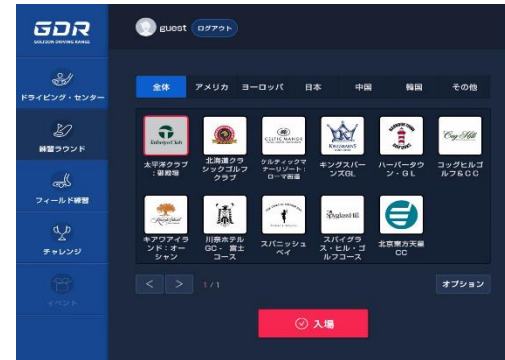 GDR
GOLFZON DRIVING RANGE
guest
ログアウト
ドライビング・センター
練習ラウンド
フィールド練習
チャレンジ
イベント
全体
アメリカ
ヨーロッパ
日本
中国
韓国
その他
太平洋クラブ
：御殿場
北海道クラ
シックゴルフ
クラブ
CELTIC MANOR
ケルティックマ
ナーリゾート：
ローマ街道
KINGSBARNS
キングスバー
ンズGL
ハーバータウ
ン・GL
Cog Hill
コッグヒルゴ
ルフ&CC
キアワアイラ
ンド：オー
シャン
川奈ホテル
GC- 富士
コース
スパニッシュ
ベイ
Spyglass Hill
スパイグラ
ス・ヒル・ゴ
ルフコース
北京東方天星
CC
< >
1 / 1
オプション
入場